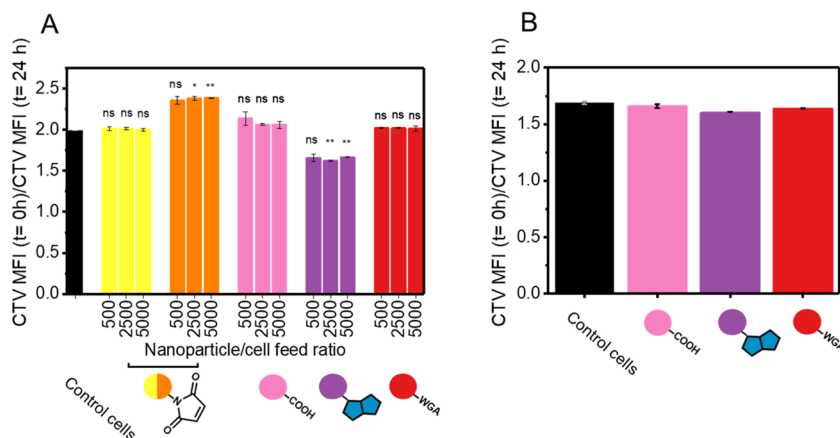 A
CTV MFI (t= 0h)/CTV MFI (t= 24 h)
2.5
2.0
1.5
1.0
0.5
0.0
ns ns ns
ns * **
ns ns ns
ns ** **
ns ns ns
500 2500 5000 500 2500 5000 500 2500 5000 500 2500 5000 500 2500 5000
Nanoparticle/cell feed ratio
Control cells
N
O
O
COOH
WGA
B
CTV MFI (t= 0h)/CTV MFI (t= 24 h)
2.0
1.5
1.0
0.5
0.0
Control cells
COOH
WGA